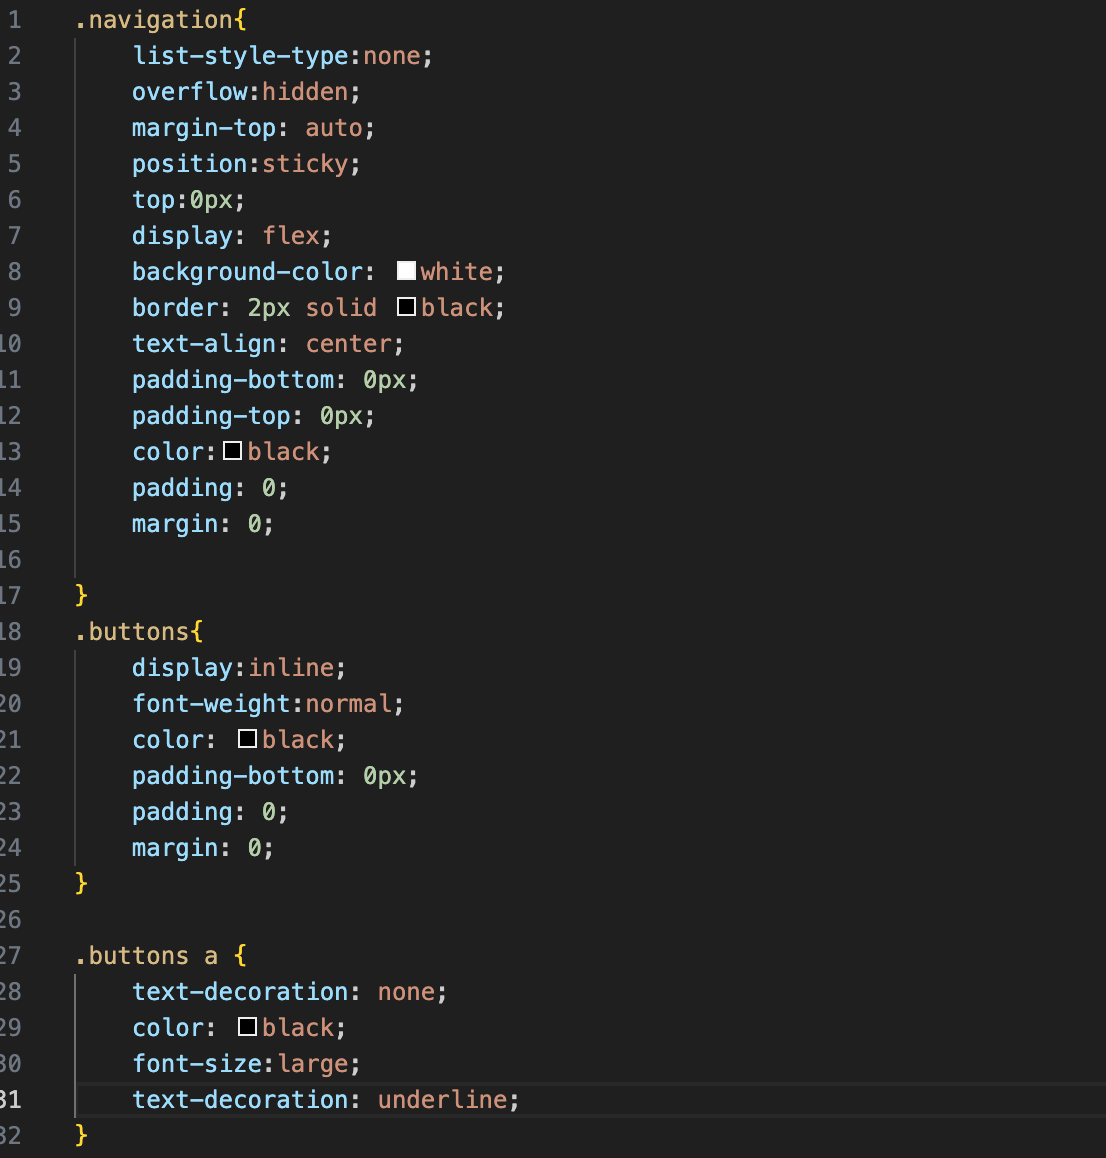 1 .navigation{
2 list-style-type:none;
3 overflow:hidden;
4 margin-top: auto;
5 position:sticky;
6 top:0px;
7 display: flex;
8 background-color: white;
9 border: 2px solid black;
10 text-align: center;
11 padding-bottom: 0px;
12 padding-top: 0px;
13 color:black;
14 padding: 0;
15 margin: 0;
16
17 }
18 .buttons{
19 display:inline;
20 font-weight:normal;
21 color: black;
22 padding-bottom: 0px;
23 padding: 0;
24 margin: 0;
25 }
26
27 .buttons a {
28 text-decoration: none;
29 color: black;
30 font-size:large;
31 text-decoration: underline;
32 }